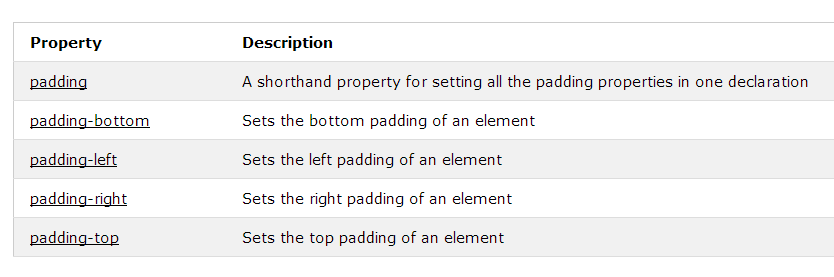 Property Description
padding A shorthand property for setting all the padding properties in one declaration
padding-bottom Sets the bottom padding of an element
padding-left Sets the left padding of an element
padding-right Sets the right padding of an element
padding-top Sets the top padding of an element